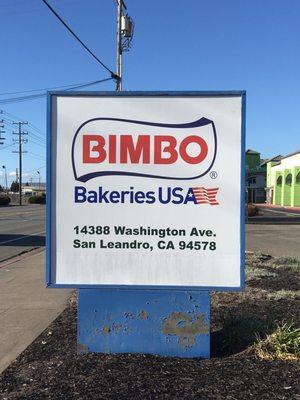 BIMBO®
Bakeries USA
14388 Washington Ave.
San Leandro, CA 94578